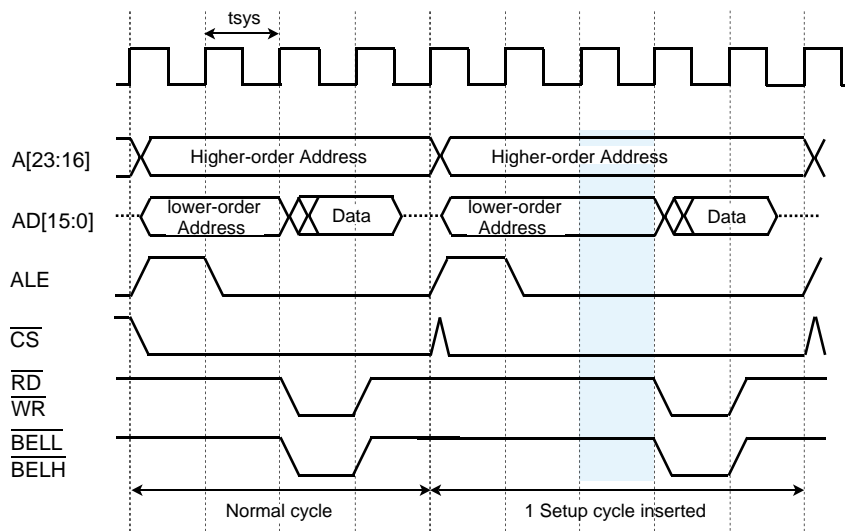 tsys
A[23:16]
Higher-order Address
Higher-order Address
AD[15:0]
lower-order
Address
Data
lower-order
Address
Data
ALE
CS
RD
WR
BELL
BELH
Normal cycle
1 Setup cycle inserted